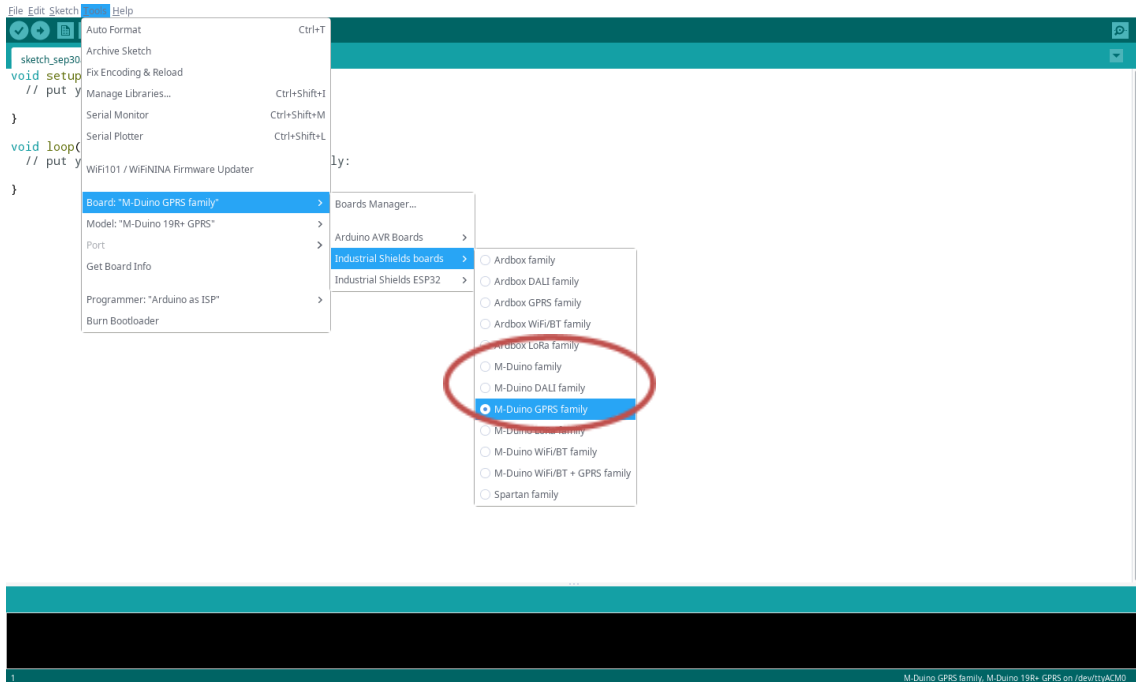 File Edit Sketch Tools Help
sketch_sep30
void setup
// put y
}
void loop(
// put y
ly:
}
Auto Format Ctrl+T
Archive Sketch
Fix Encoding & Reload
Manage Libraries... Ctrl+Shift+I
Serial Monitor Ctrl+Shift+M
Serial Plotter Ctrl+Shift+L
WiFi101 / WiFiNINA Firmware Updater
Board: "M-Duino GPRS family"
Model: "M-Duino 19R+ GPRS"
Port
Get Board Info
Programmer: "Arduino as ISP"
Burn Bootloader
Boards Manager...
Arduino AVR Boards
Industrial Shields boards
Industrial Shields ESP32
Ardbox family
Ardbox DALI family
Ardbox GPRS family
Ardbox WiFi/BT family
Ardbox LoRa family
M-Duino family
M-Duino DALI family
M-Duino GPRS family
M-Duino LoRa family
M-Duino WiFi/BT family
M-Duino WiFi/BT + GPRS family
Spartan family
1
M-Duino GPRS family, M-Duino 19R+ GPRS on /dev/ttyACM0